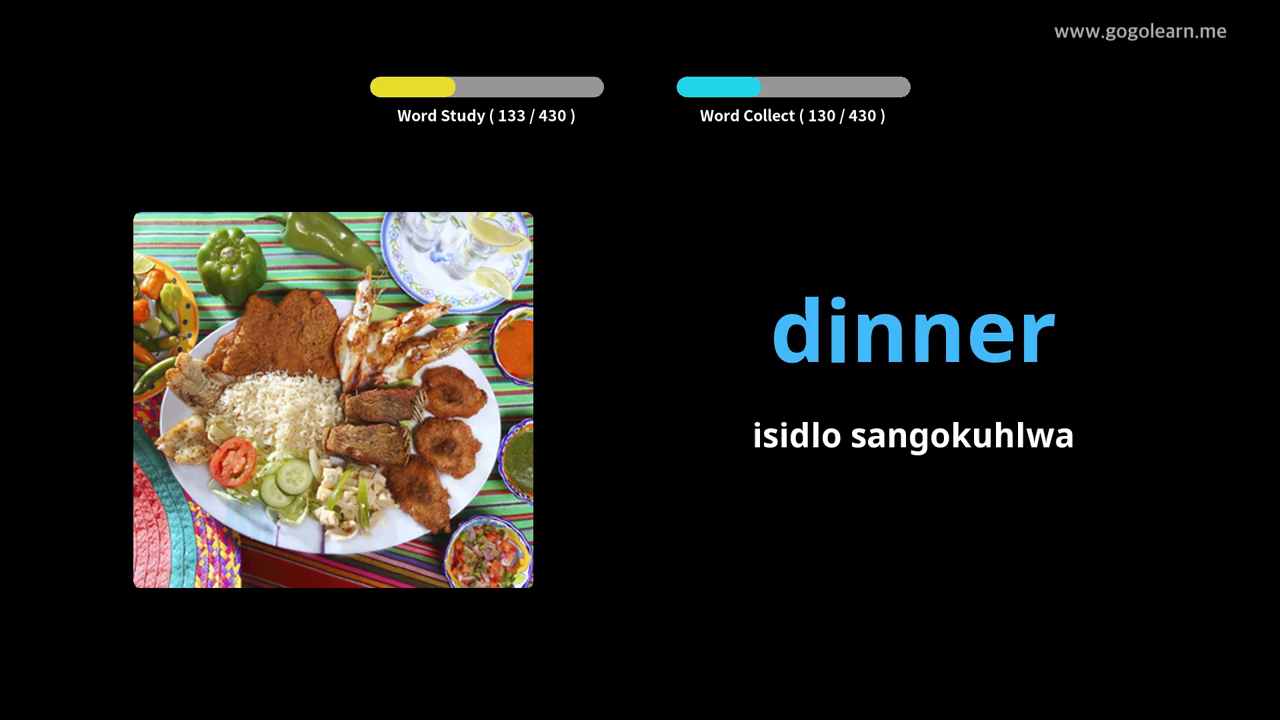 www.gogolearn.me
Word Study ( 133 / 430 )
Word Collect ( 130 / 430 )
dinner
isidlo sangokuhlwa